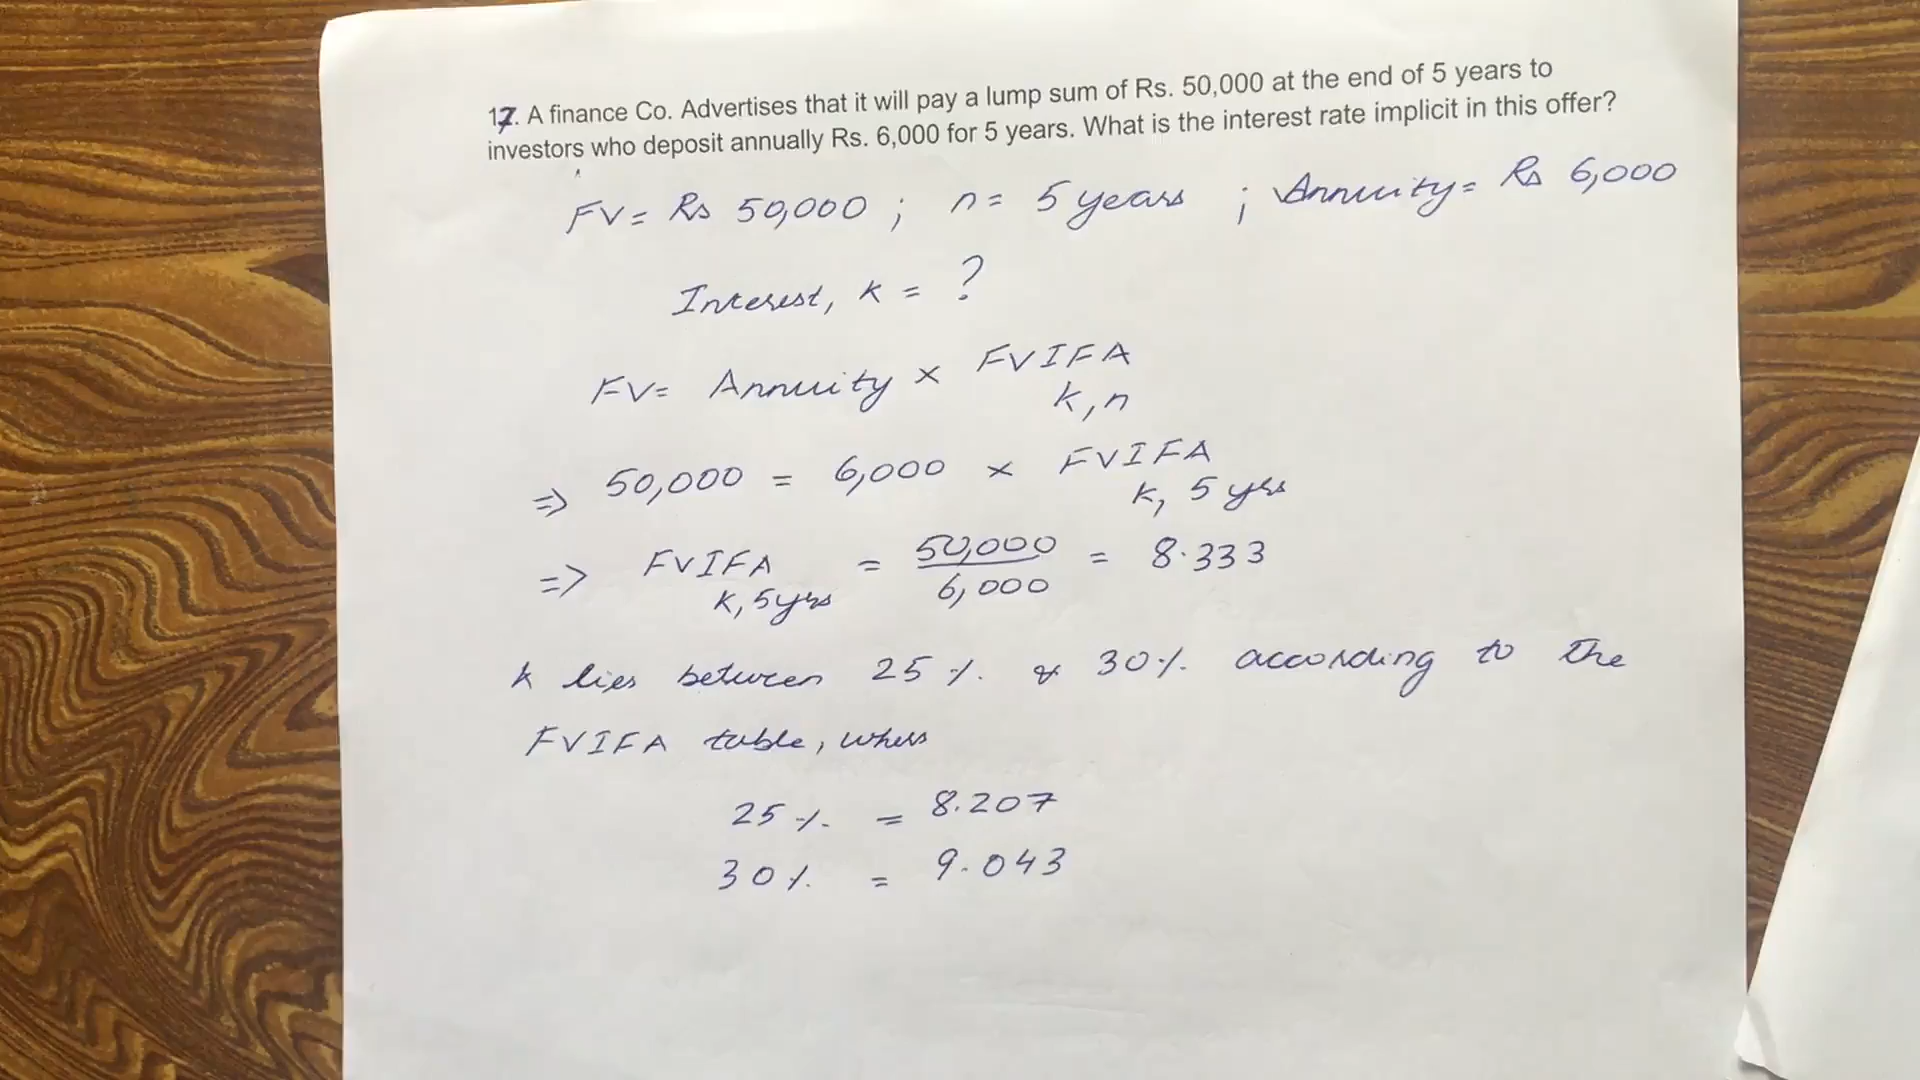 17. A finance Co. Advertises that it will pay a lump sum of Rs. 50,000 at the end of 5 years to
investors who deposit annually Rs. 6,000 for 5 years. What is the interest rate implicit in this offer?
FV = Rs 50,000 ; n = 5 years ; Annuity = Rs 6,000
Interest, k = ?
FV = Annuity × FVIFA
k, n
=> 50,000 = 6,000 × FVIFA
k, 5 yrs
=> FVIFA = 50,000 / 6,000 = 8.333
k, 5yrs
k lies between 25 % & 30 % according to the
FVIFA table, where
25 % = 8.207
30 % = 9.043